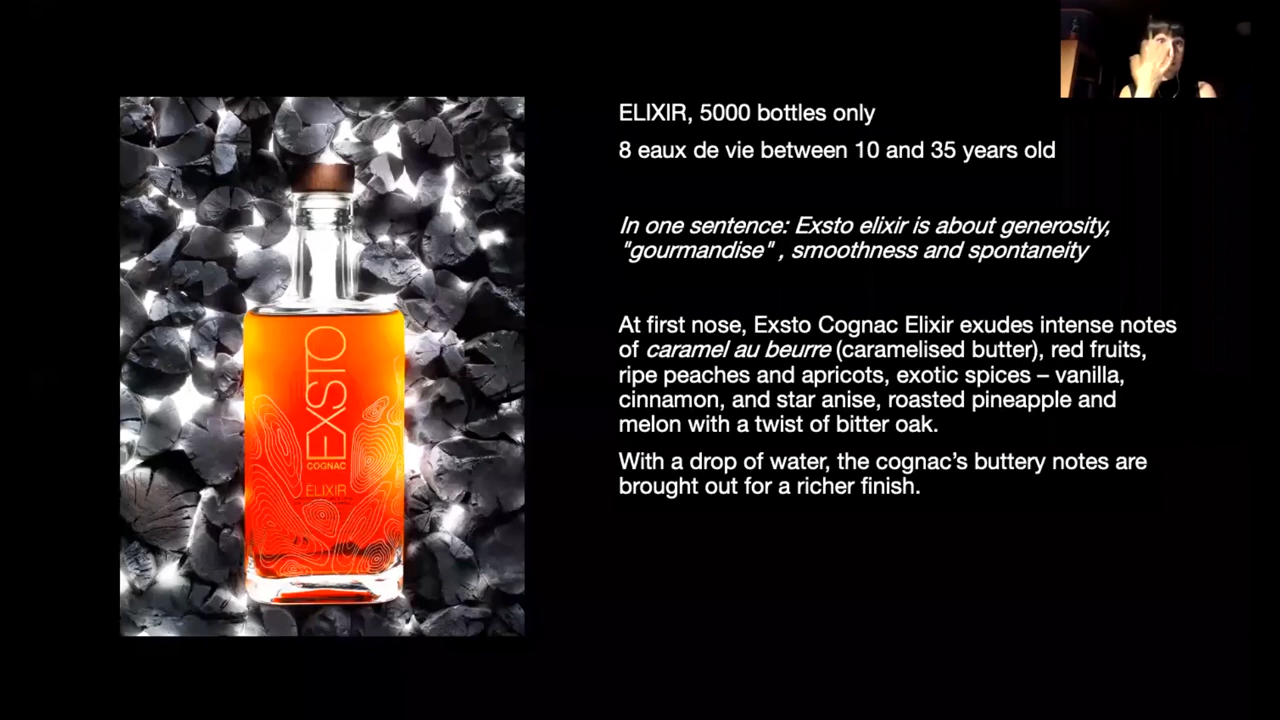 ELIXIR, 5000 bottles only
8 eaux de vie between 10 and 35 years old
In one sentence: Exsto elixir is about generosity,
"gourmandise" , smoothness and spontaneity
At first nose, Exsto Cognac Elixir exudes intense notes
of caramel au beurre (caramelised butter), red fruits,
ripe peaches and apricots, exotic spices – vanilla,
cinnamon, and star anise, roasted pineapple and
melon with a twist of bitter oak.
With a drop of water, the cognac’s buttery notes are
brought out for a richer finish.
EXSTO
COGNAC
ELIXIR